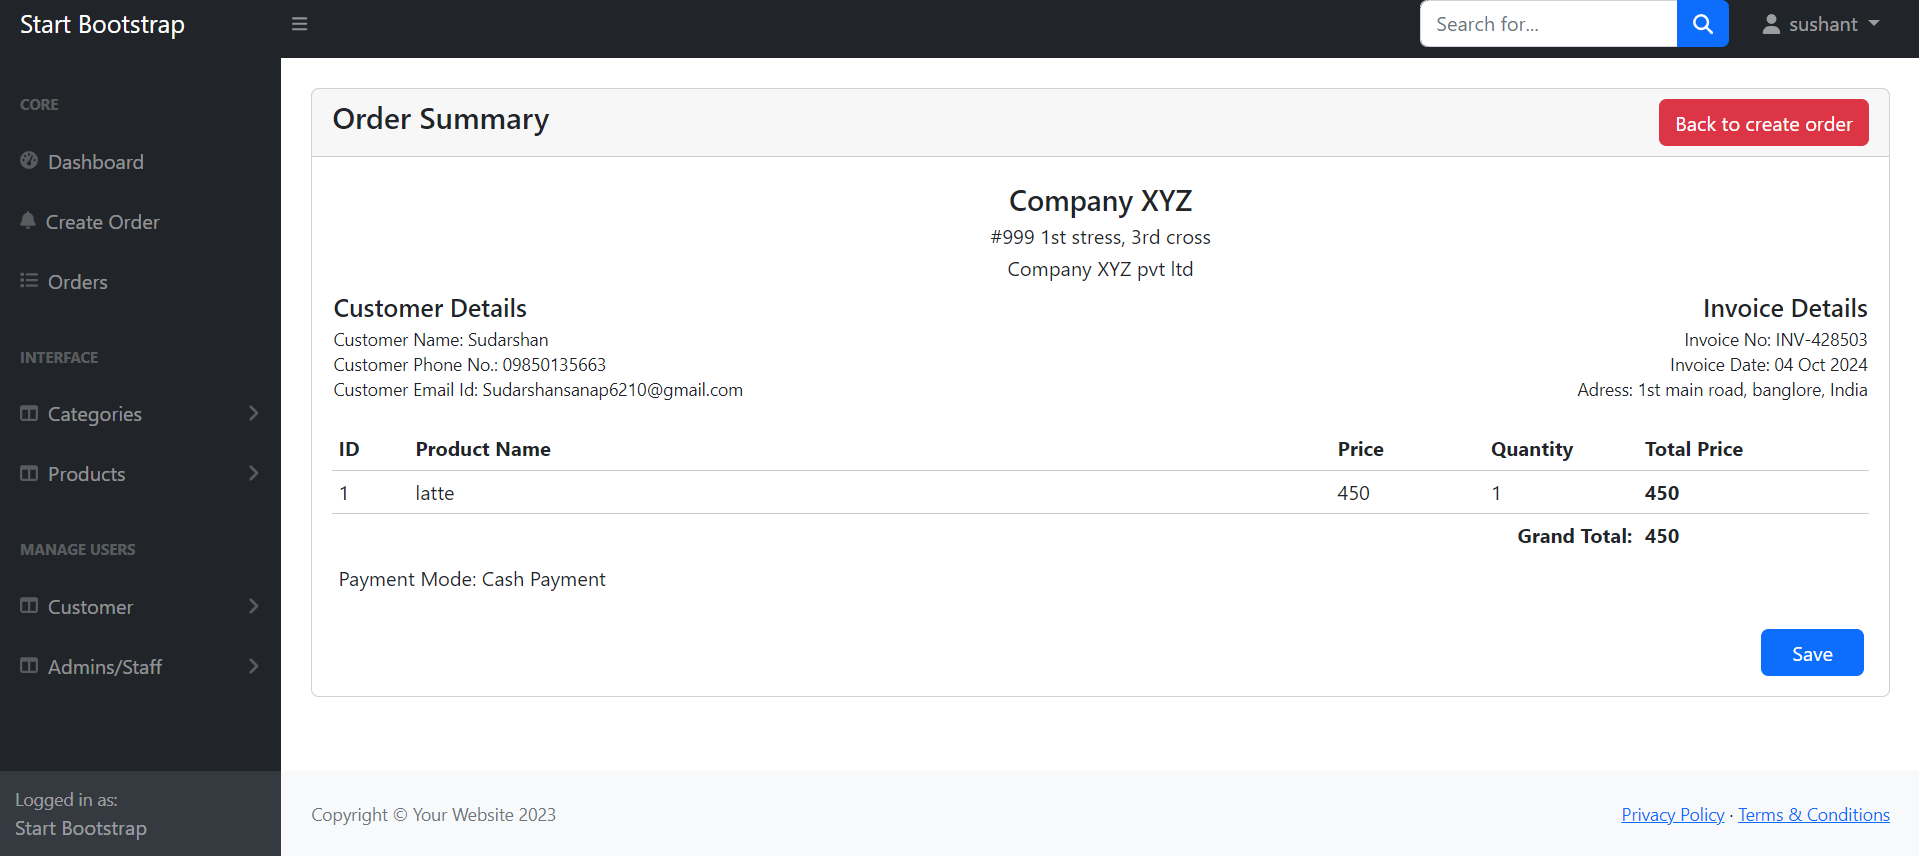 Start Bootstrap
Search for...
sushant
CORE
Dashboard
Create Order
Orders
INTERFACE
Categories
Products
MANAGE USERS
Customer
Admins/Staff
Logged in as:
Start Bootstrap
Order Summary
Back to create order
Company XYZ
#999 1st stress, 3rd cross
Company XYZ pvt ltd
Customer Details
Customer Name: Sudarshan
Customer Phone No.: 09850135663
Customer Email Id: Sudarshansanap6210@gmail.com
Invoice Details
Invoice No: INV-428503
Invoice Date: 04 Oct 2024
Adress: 1st main road, banglore, India
ID Product Name Price Quantity Total Price
1 latte 450 1 450
Grand Total: 450
Payment Mode: Cash Payment
Save
Copyright © Your Website 2023
Privacy Policy · Terms & Conditions